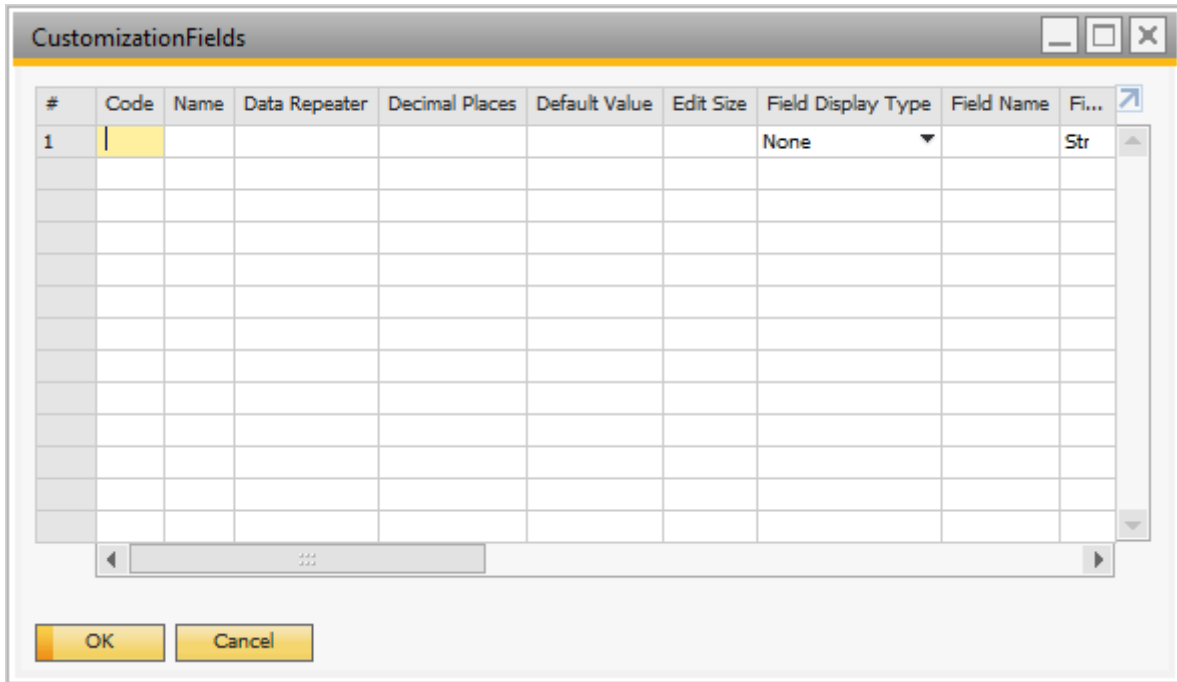 CustomizationFields
# Code Name Data Repeater Decimal Places Default Value Edit Size Field Display Type Field Name Fi...
1 None Str
OK Cancel